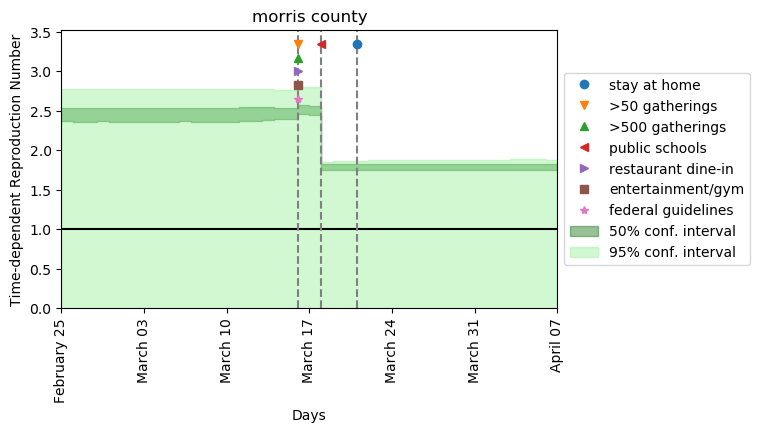 morris county
Time-dependent Reproduction Number
3.5
3.0
2.5
2.0
1.5
1.0
0.5
0.0
February 25
March 03
March 10
March 17
March 24
March 31
April 07
Days
stay at home
>50 gatherings
>500 gatherings
public schools
restaurant dine-in
entertainment/gym
federal guidelines
50% conf. interval
95% conf. interval